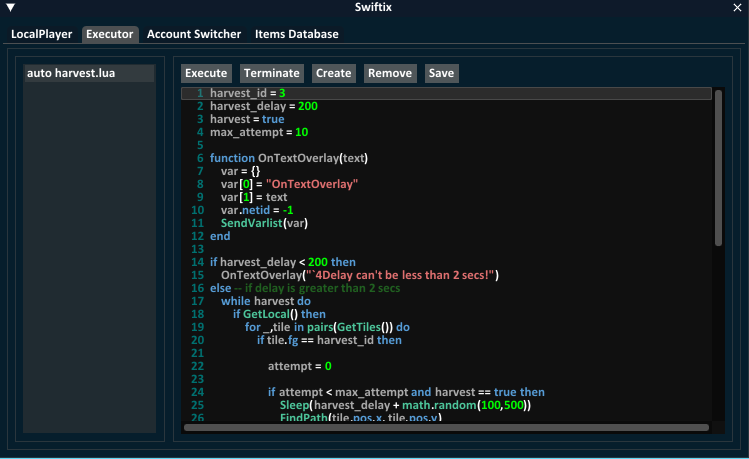 Swiftix
LocalPlayer Executor Account Switcher Items Database
auto harvest.lua
Execute Terminate Create Remove Save
1 harvest_id = 3
2 harvest_delay = 200
3 harvest = true
4 max_attempt = 10
5
6 function OnTextOverlay(text)
7 var = {}
8 var[0] = "OnTextOverlay"
9 var[1] = text
10 var.netid = -1
11 SendVarlist(var)
12 end
13
14 if harvest_delay < 200 then
15 OnTextOverlay("`4Delay can't be less than 2 secs!")
16 else -- if delay is greater than 2 secs
17 while harvest do
18 if GetLocal() then
19 for _,tile in pairs(GetTiles()) do
20 if tile.fg == harvest_id then
21
22 attempt = 0
23
24 if attempt < max_attempt and harvest == true then
25 Sleep(harvest_delay + math.random(100,500))
26 FindPath(tile.pos.x, tile.pos.y)